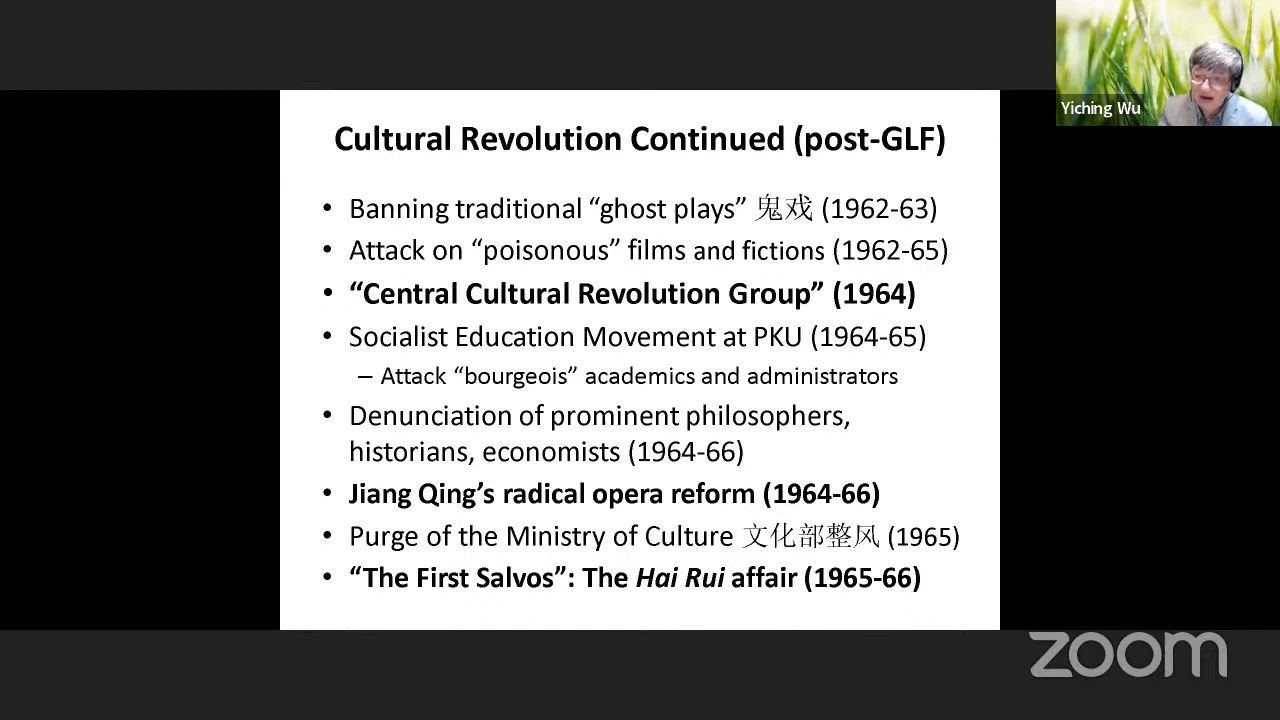 Yiching Wu
Cultural Revolution Continued (post-GLF)
• Banning traditional “ghost plays” 鬼戏 (1962-63)
• Attack on “poisonous” films and fictions (1962-65)
• “Central Cultural Revolution Group” (1964)
• Socialist Education Movement at PKU (1964-65)
– Attack “bourgeois” academics and administrators
• Denunciation of prominent philosophers,
historians, economists (1964-66)
• Jiang Qing’s radical opera reform (1964-66)
• Purge of the Ministry of Culture 文化部整风 (1965)
• “The First Salvos”: The Hai Rui affair (1965-66)
zoom